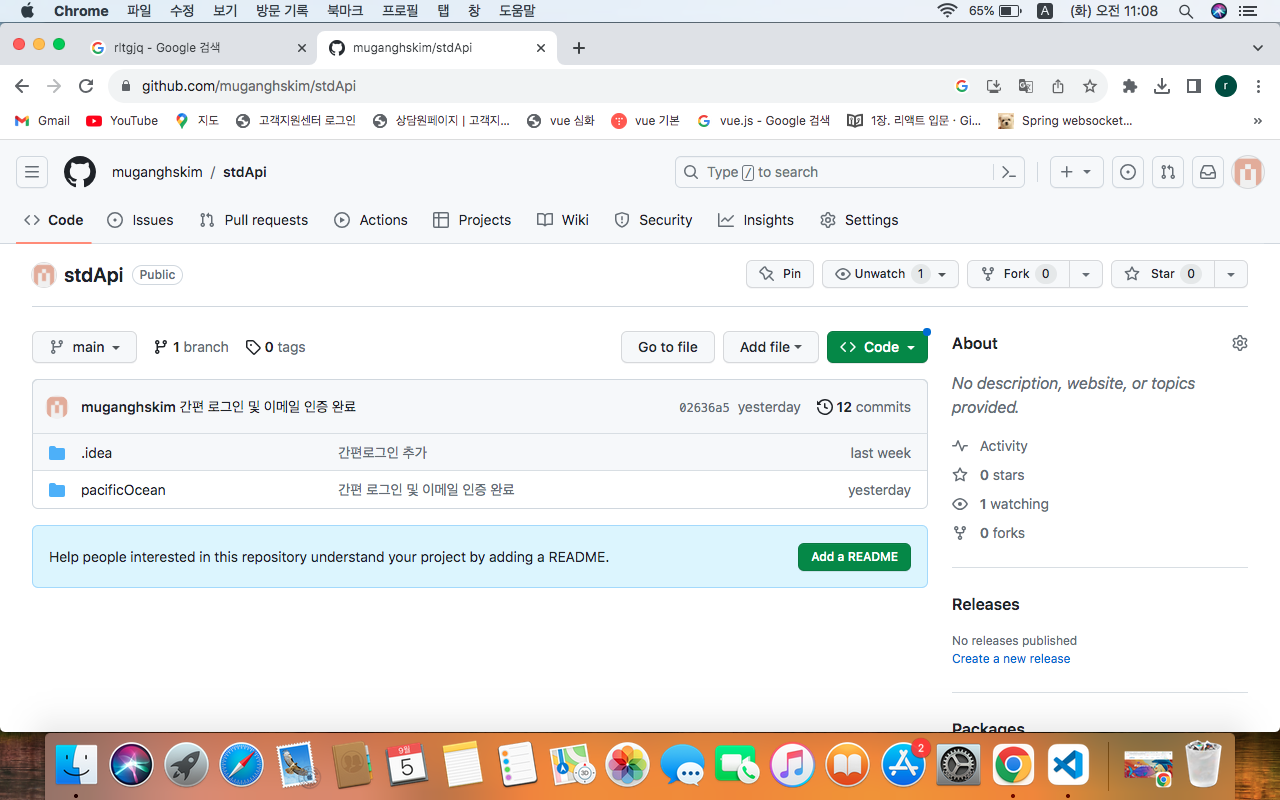 Chrome 파일 수정 보기 방문 기록 북마크 프로필 탭 창 도움말 65% A (화) 오전 11:08
rltgjq - Google 검색 muganghskim/stdApi
github.com/muganghskim/stdApi r
Gmail YouTube 지도 고객지원센터 로그인 상담원페이지 | 고객지... vue 심화 vue 기본 vue.js - Google 검색 1장. 리액트 입문 · Gi... Spring websocket... »
muganghskim / stdApi Type / to search
Code Issues Pull requests Actions Projects Wiki Security Insights Settings
stdApi Public Pin Unwatch 1 Fork 0 Star 0
main 1 branch 0 tags Go to file Add file Code
muganghskim 간편 로그인 및 이메일 인증 완료 02636a5 yesterday 12 commits
.idea 간편로그인 추가 last week
pacificOcean 간편 로그인 및 이메일 인증 완료 yesterday
Help people interested in this repository understand your project by adding a README. Add a README
About
No description, website, or topics
provided.
Activity
0 stars
1 watching
0 forks
Releases
No releases published
Create a new release
Packages
9월
5
3D
2